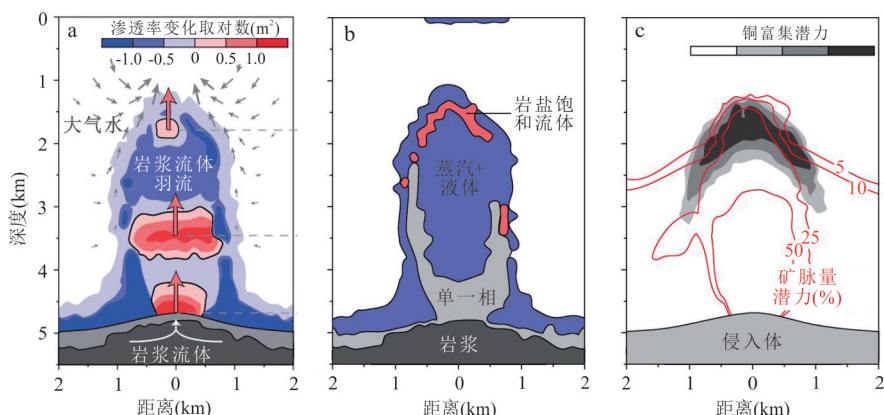 a
渗透率变化取对数(m²)
-1.0 -0.5 0.5 1.0
大气水
岩浆流体
羽流
岩浆流体
深度(km)
0
1
2
3
4
5
2 1 0 1 2
距离(km)
b
岩盐饱
和流体
蒸汽+
液体
单一相
岩浆
2 1 0 1 2
距离(km)
c
铜富集潜力
5
10
25
50
矿脉量
潜力(%)
侵入体
2 1 0 1 2
距离(km)